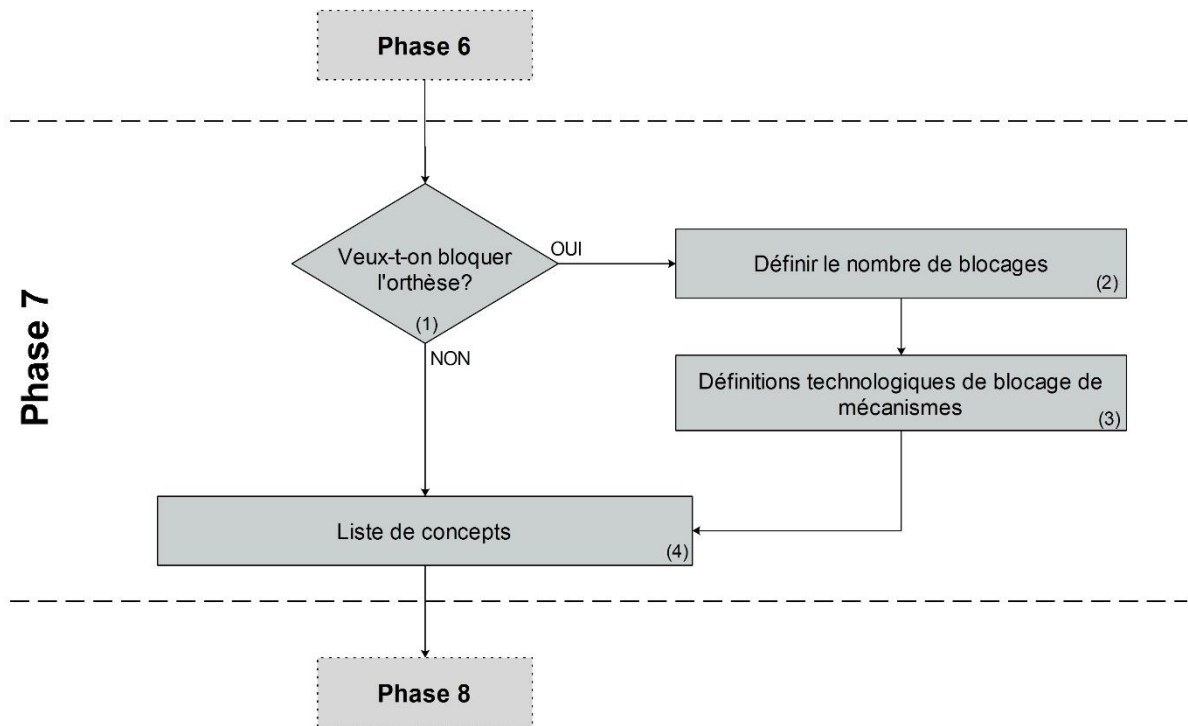 Phase 6
Phase 7
Veux-t-on bloquer
l'orthèse?
(1)
OUI
NON
Définir le nombre de blocages
(2)
Définitions technologiques de blocage de
mécanismes
(3)
Liste de concepts
(4)
Phase 8